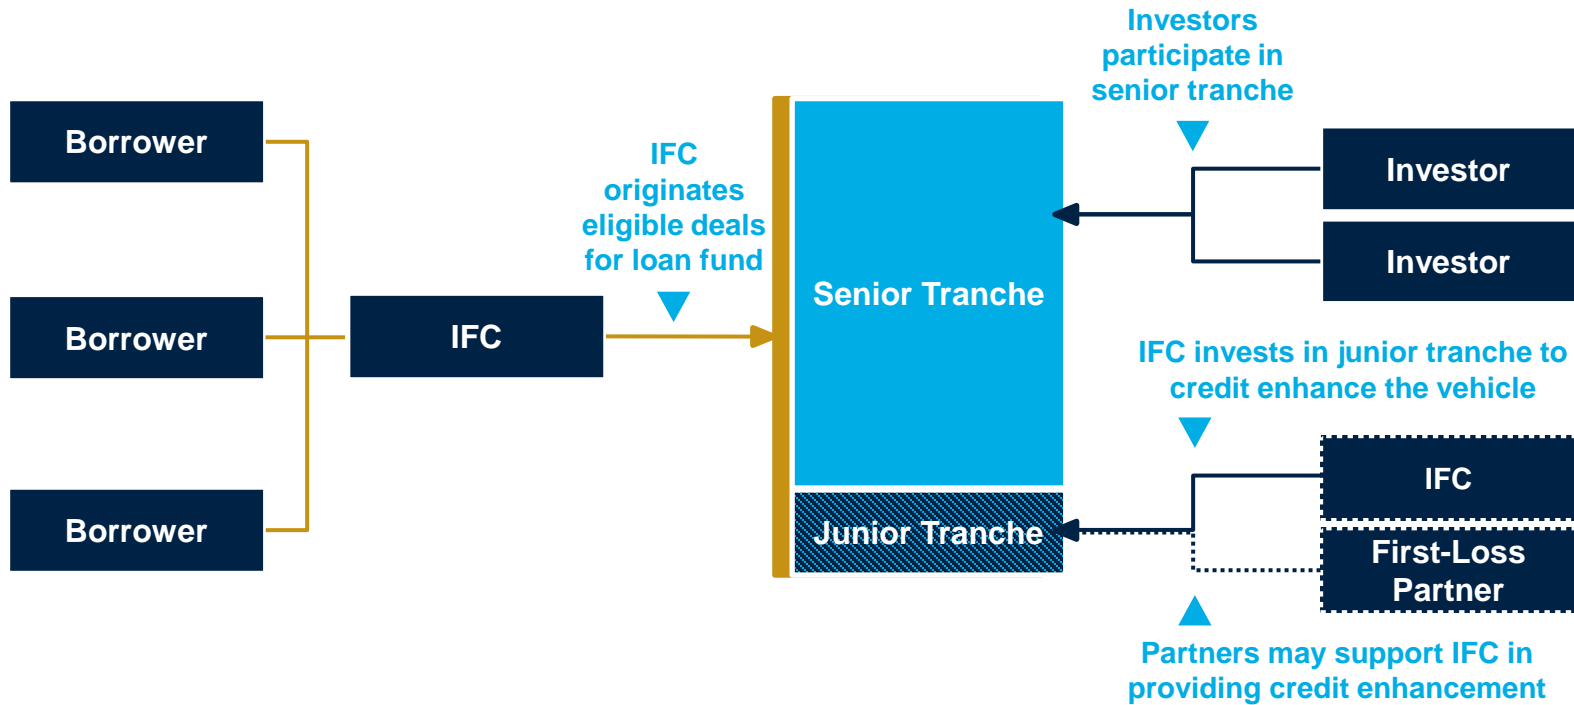 Borrower
Borrower
Borrower
IFC
IFC
originates
eligible deals
for loan fund
Senior Tranche
Junior Tranche
Investors
participate in
senior tranche
Investor
Investor
IFC invests in junior tranche to
credit enhance the vehicle
IFC
First-Loss
Partner
Partners may support IFC in
providing credit enhancement